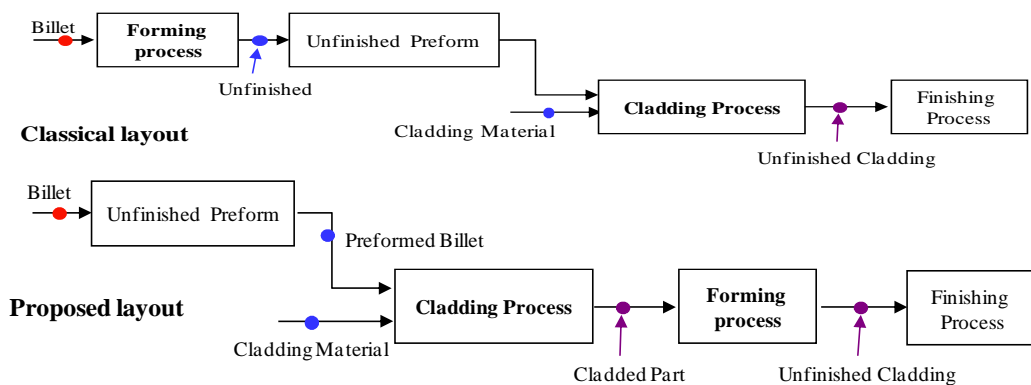 Billet
Forming
process
Unfinished Preform
Unfinished
Cladding Process
Finishing
Process
Cladding Material
Classical layout
Unfinished Cladding
Billet
Unfinished Preform
Preformed Billet
Proposed layout
Cladding Process
Forming
process
Finishing
Process
Cladding Material
Cladded Part
Unfinished Cladding